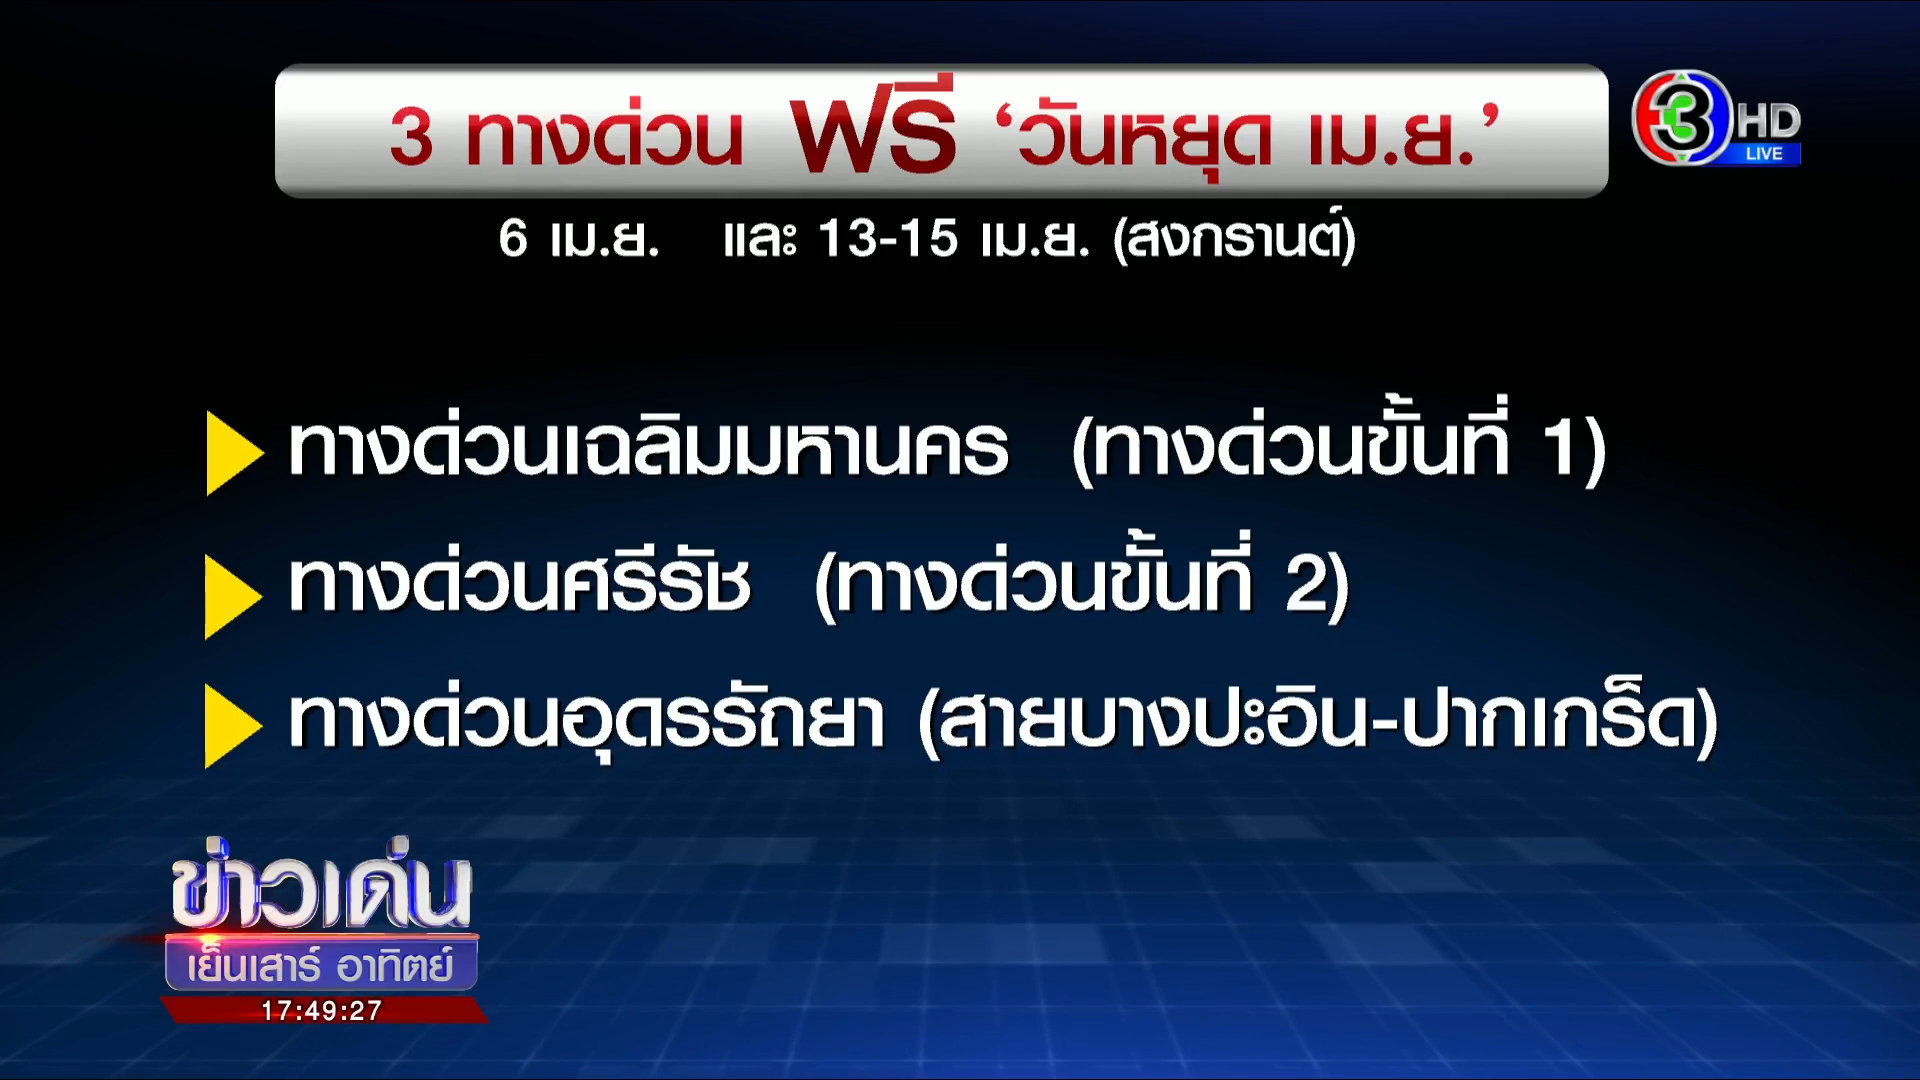 3 ทางด่วน ฟรี ‘วันหยุด เม.ย.’
3 HD
LIVE
6 เม.ย. และ 13-15 เม.ย. (สงกรานต์)
ทางด่วนเฉลิมมหานคร (ทางด่วนขั้นที่ 1)
ทางด่วนศรีรัช (ทางด่วนขั้นที่ 2)
ทางด่วนอุดรรัถยา (สายบางปะอิน-ปากเกร็ด)
ข่าวเด่น
เย็นเสาร์ อาทิตย์
17:49:27